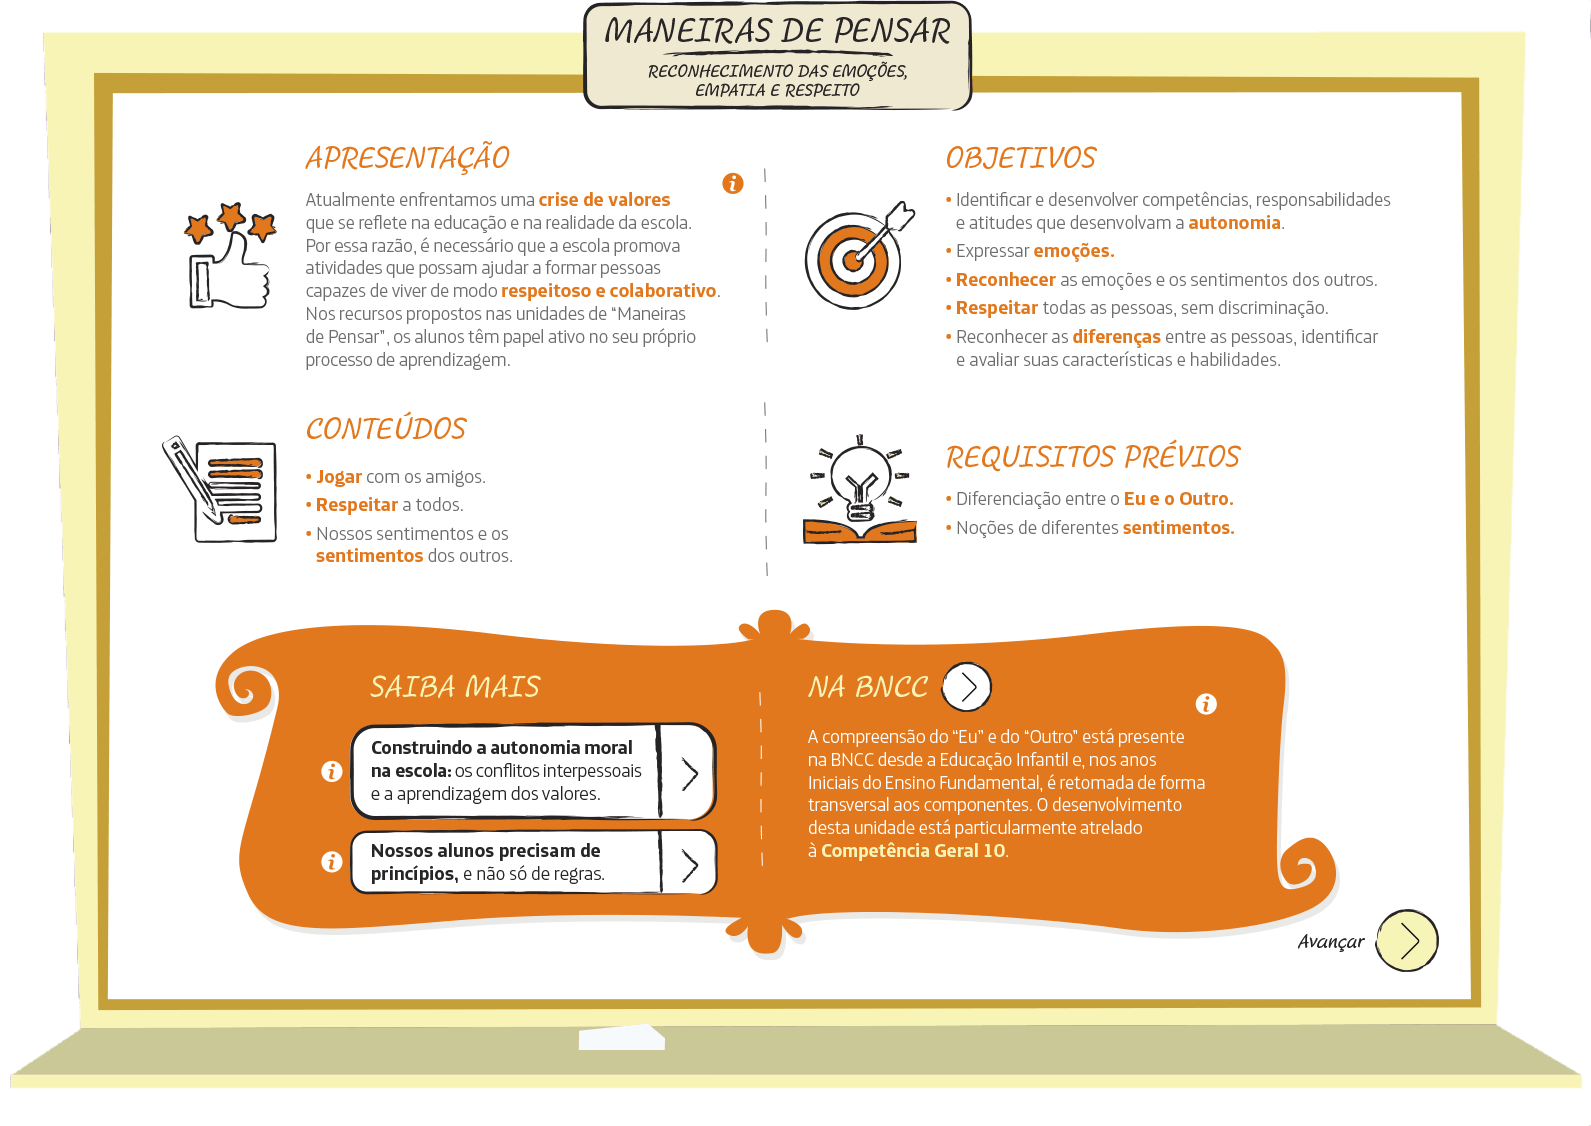 MANEIRAS DE PENSAR
RECONHECIMENTO DAS EMOÇÕES,
EMPATIA E RESPEITO
APRESENTAÇÃO
Atualmente enfrentamos uma crise de valores
que se reflete na educação e na realidade da escola.
Por essa razão, é necessário que a escola promova
atividades que possam ajudar a formar pessoas
capazes de viver de modo respeitoso e colaborativo.
Nos recursos propostos nas unidades de “Maneiras
de Pensar”, os alunos têm papel ativo no seu próprio
processo de aprendizagem.
i
OBJETIVOS
• Identificar e desenvolver competências, responsabilidades
e atitudes que desenvolvam a autonomia.
• Expressar emoções.
• Reconhecer as emoções e os sentimentos dos outros.
• Respeitar todas as pessoas, sem discriminação.
• Reconhecer as diferenças entre as pessoas, identificar
e avaliar suas características e habilidades.
CONTEÚDOS
• Jogar com os amigos.
• Respeitar a todos.
• Nossos sentimentos e os
sentimentos dos outros.
REQUISITOS PRÉVIOS
• Diferenciação entre o Eu e o Outro.
• Noções de diferentes sentimentos.
SAIBA MAIS
i
Construindo a autonomia moral
na escola: os conflitos interpessoais
e a aprendizagem dos valores.
i
Nossos alunos precisam de
princípios, e não só de regras.
NA BNCC
i
A compreensão do “Eu” e do “Outro” está presente
na BNCC desde a Educação Infantil e, nos anos
Iniciais do Ensino Fundamental, é retomada de forma
transversal aos componentes. O desenvolvimento
desta unidade está particularmente atrelado
à Competência Geral 10.
Avançar